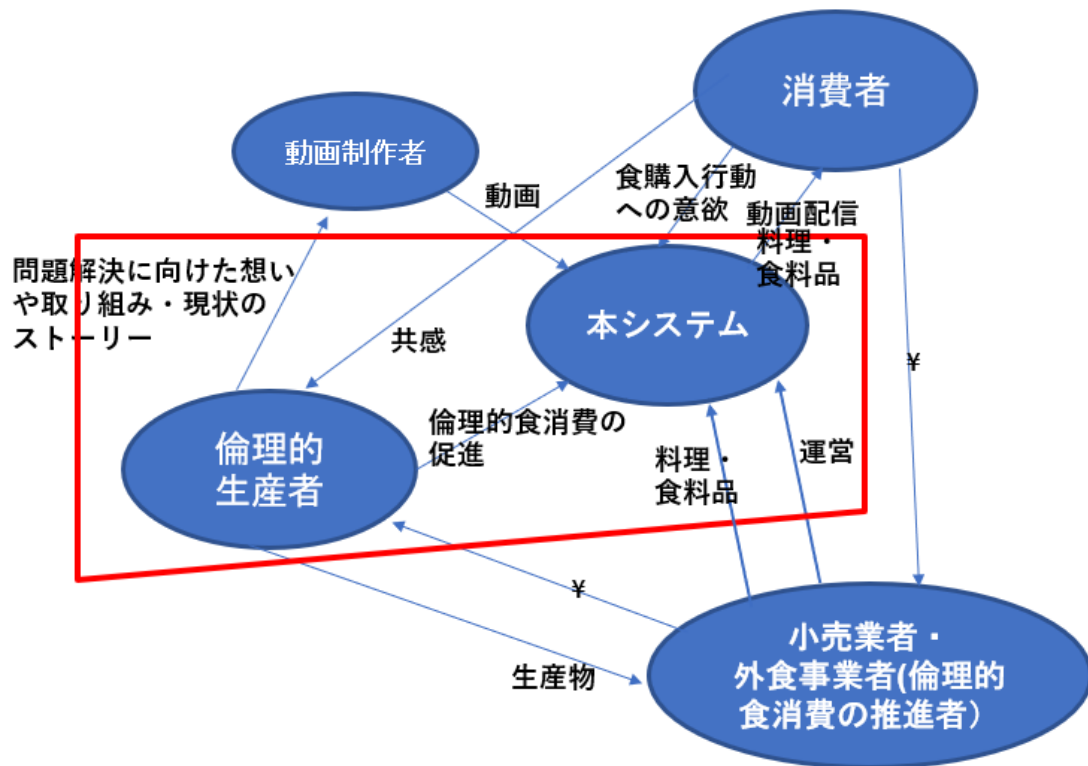 消費者
動画制作者
動画
食購入行動
への意欲
動画配信
料理・
食料品
問題解決に向けた想い
や取り組み・現状の
ストーリー
共感
本システム
¥
倫理的
生産者
倫理的食消費の
促進
料理・
食料品
運営
¥
生産物
小売業者・
外食事業者(倫理的
食消費の推進者）